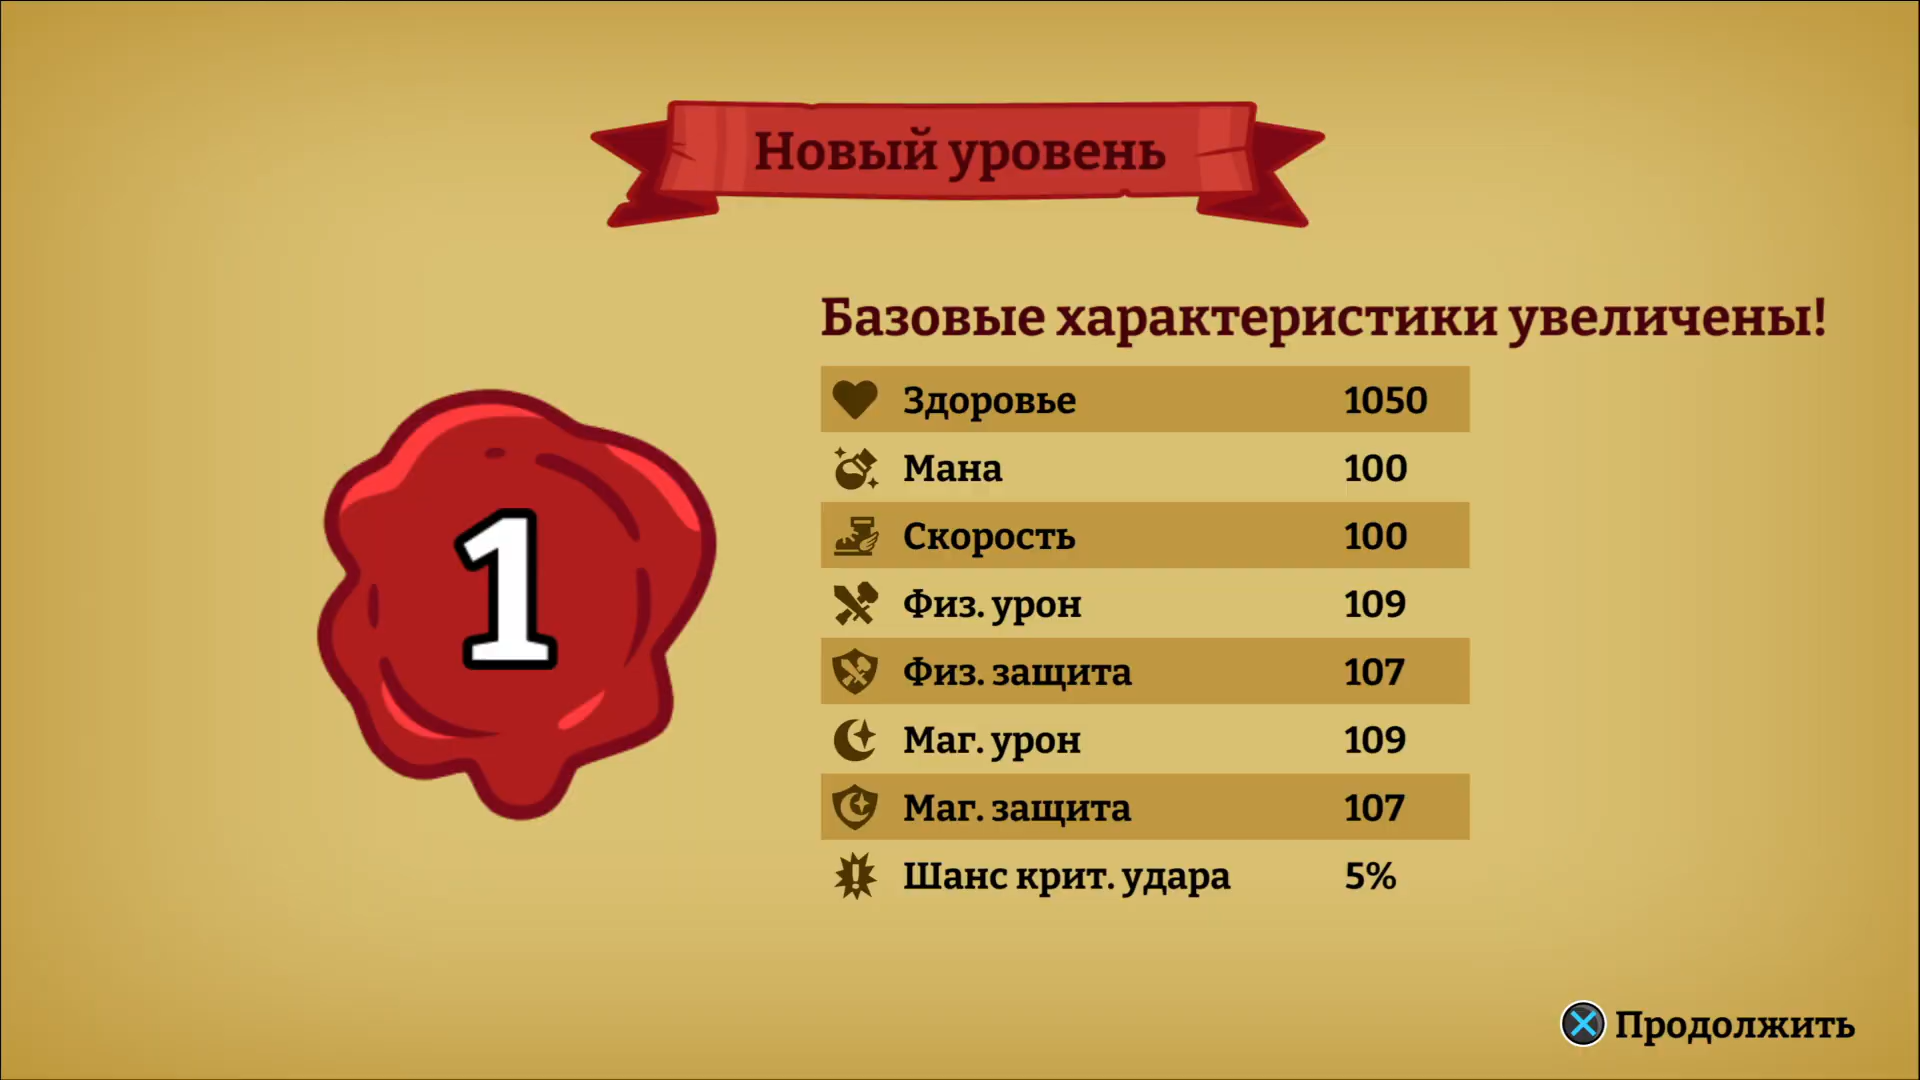 Новый уровень
Базовые характеристики увеличены!
1
Здоровье 1050
Мана 100
Скорость 100
Физ. урон 109
Физ. защита 107
Маг. урон 109
Маг. защита 107
Шанс крит. удара 5%
Продолжить